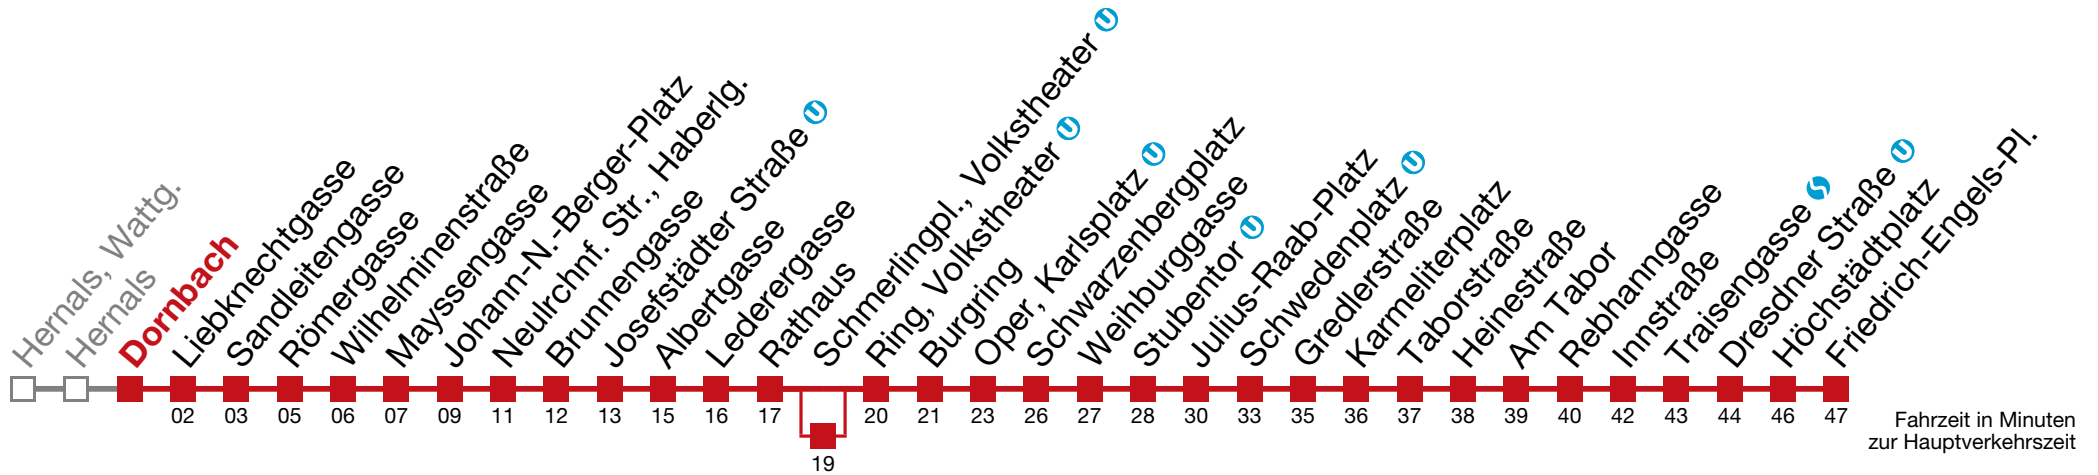 Hernals, Wattg.
Hernals
Dornbach
Liebknechtgasse
Sandleitengasse
Römergasse
Wilhelminenstraße
Mayssengasse
Johann-N.-Berger-Platz
Neulrchnf. Str., Haberlg.
Brunnengasse
Josefstädter Straße U
Albertgasse
Lederergasse
Rathaus
Schmerlingpl., Volkstheater U
Ring, Volkstheater U
Burgring
Oper, Karlsplatz U
Schwarzenbergplatz
Weihburggasse
Stubentor U
Julius-Raab-Platz
Schwedenplatz U
Gredlerstraße
Karmeliterplatz
Taborstraße
Heinestraße
Am Tabor
Rebhanngasse
Innstraße
Traisengasse S
Dresdner Straße U
Höchstädtplatz
Friedrich-Engels-Pl.
02 03 05 06 07 09 11 12 13 15 16 17 20 21 23 26 27 28 30 33 35 36 37 38 39 40 42 43 44 46 47
19
Fahrzeit in Minuten
zur Hauptverkehrszeit